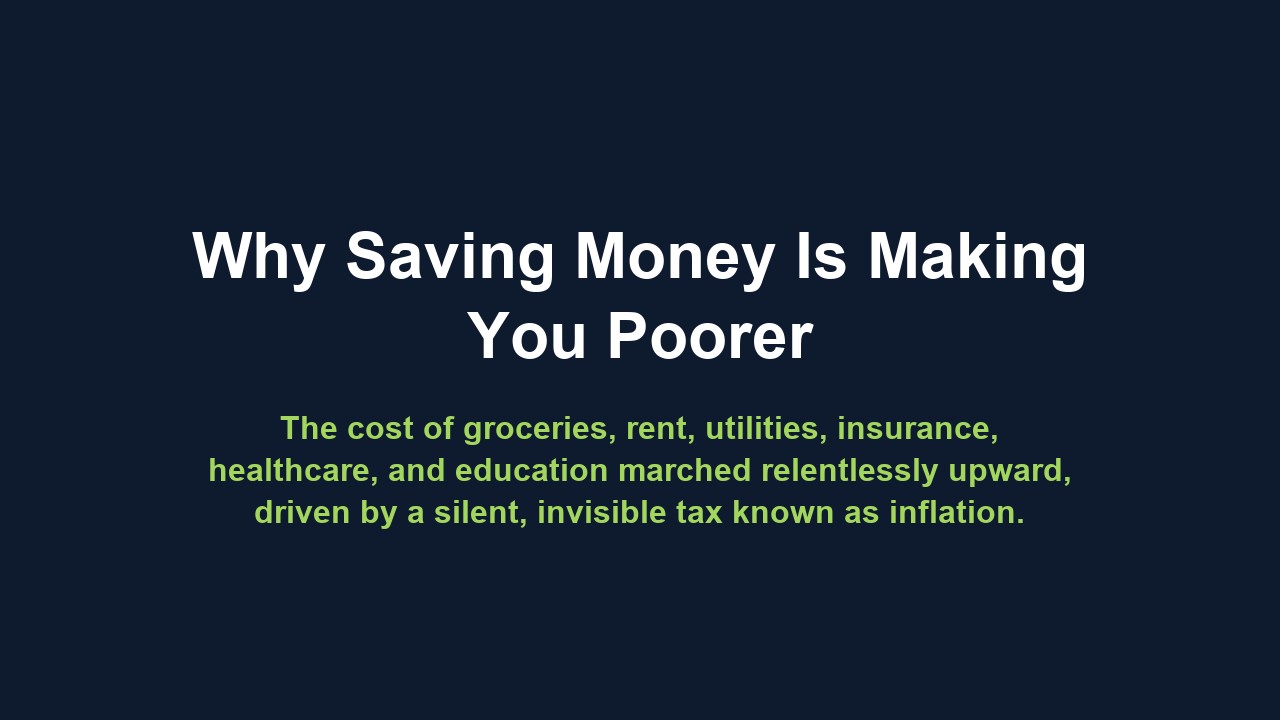 Why Saving Money Is Making
You Poorer
The cost of groceries, rent, utilities, insurance,
healthcare, and education marched relentlessly upward,
driven by a silent, invisible tax known as inflation.